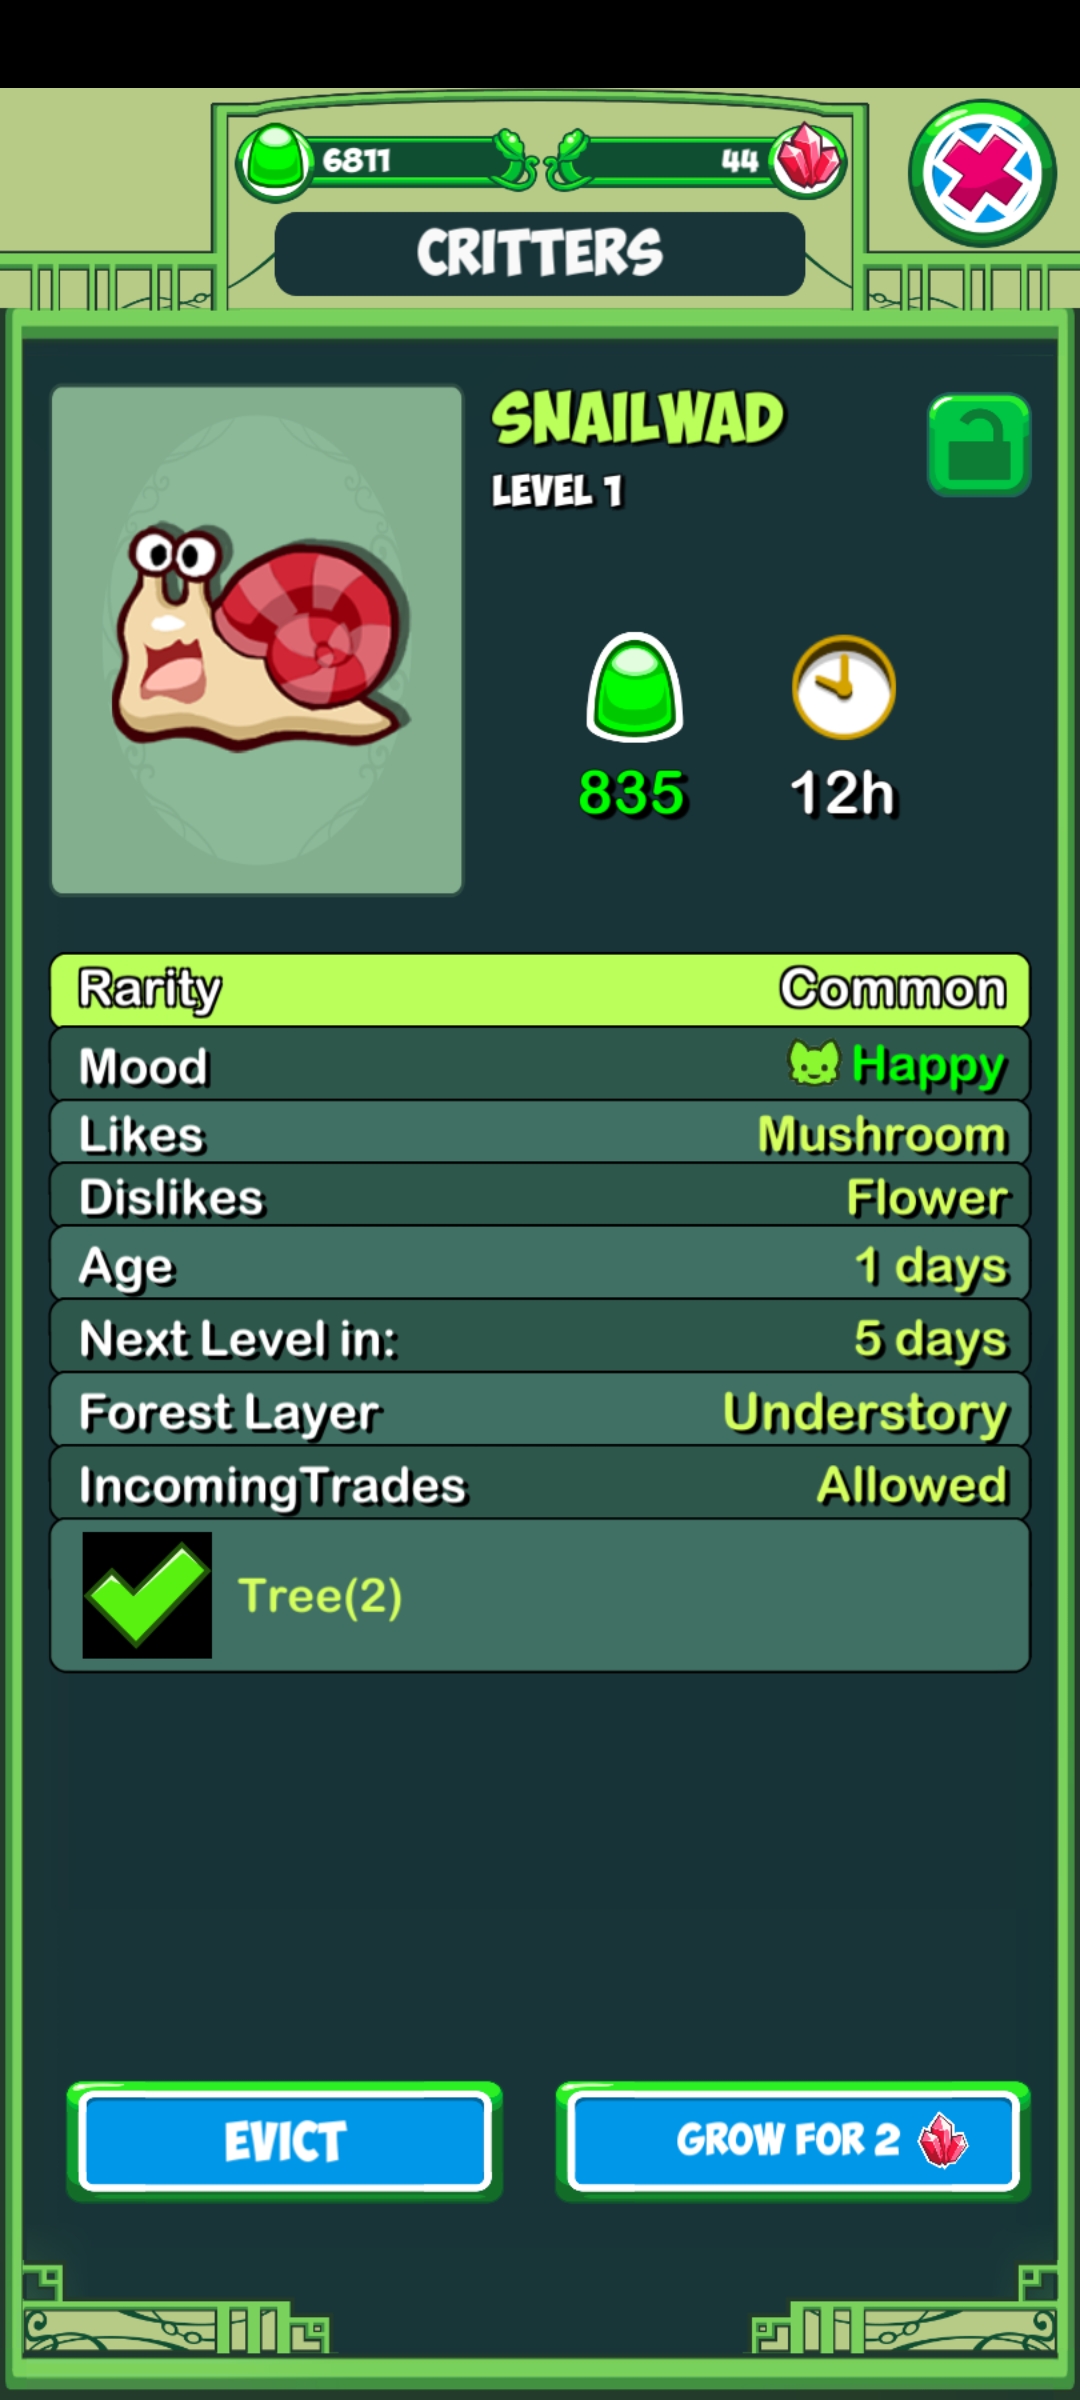 6811
44
CRITTERS
SNAILWAD
LEVEL 1
835
12h
Rarity Common
Mood Happy
Likes Mushroom
Dislikes Flower
Age 1 days
Next Level in: 5 days
Forest Layer Understory
IncomingTrades Allowed
Tree(2)
EVICT
GROW FOR 2